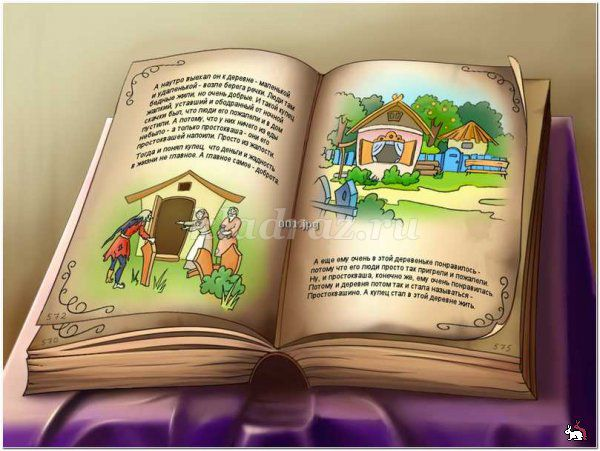 А наутро выехал он к деревне - маленькой
и удаленькой - возле берега речки. Люди там
бедные жили, но очень добрые. И такой купец
жалкий, уставший и ободранный от ночной
скачки был, что люди его пожалели и в дом
пустили. А потому, что у них ничего из еды
небыло - а только простокваша - они его
простоквашей напоили. Просто из жалости.
Тогда и понял купец, что деньги и жадность
в жизни не главное. А главное самое - доброта.
572
570
001.jpg
А еще ему очень в этой деревеньке понравилось -
потому что его люди просто так пригрели и пожалели.
Ну, и простокваша, конечно же, ему очень понравилась.
Потому и деревня потом так и стала называться -
Простоквашино. А купец стал в этой деревне жить.
575